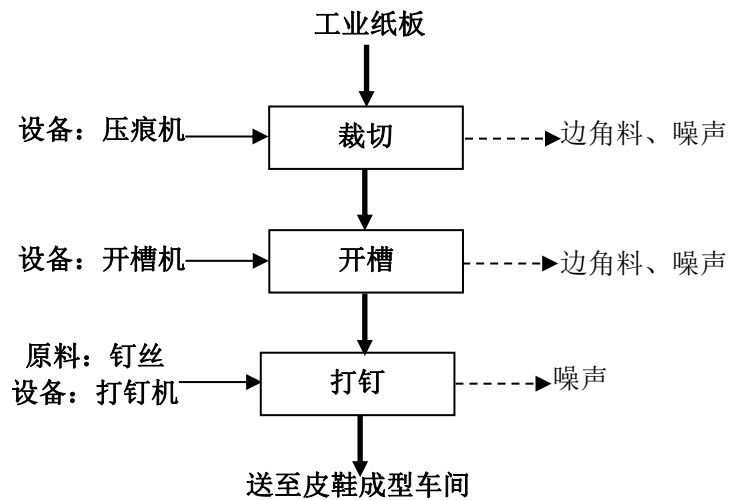 工业纸板
设备：压痕机
裁切
边角料、噪声
设备：开槽机
开槽
边角料、噪声
原料：钉丝
设备：打钉机
打钉
噪声
送至皮鞋成型车间